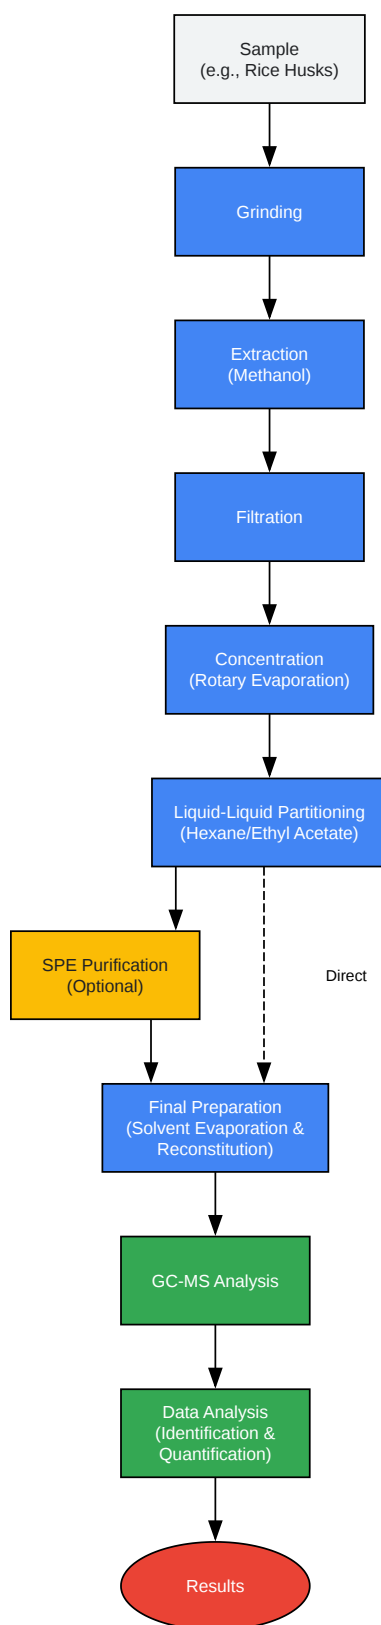 Sample
(e.g., Rice Husks)
Grinding
Extraction
(Methanol)
Filtration
Concentration
(Rotary Evaporation)
Liquid-Liquid Partitioning
(Hexane/Ethyl Acetate)
SPE Purification
(Optional)
Direct
Final Preparation
(Solvent Evaporation &
Reconstitution)
GC-MS Analysis
Data Analysis
(Identification &
Quantification)
Results